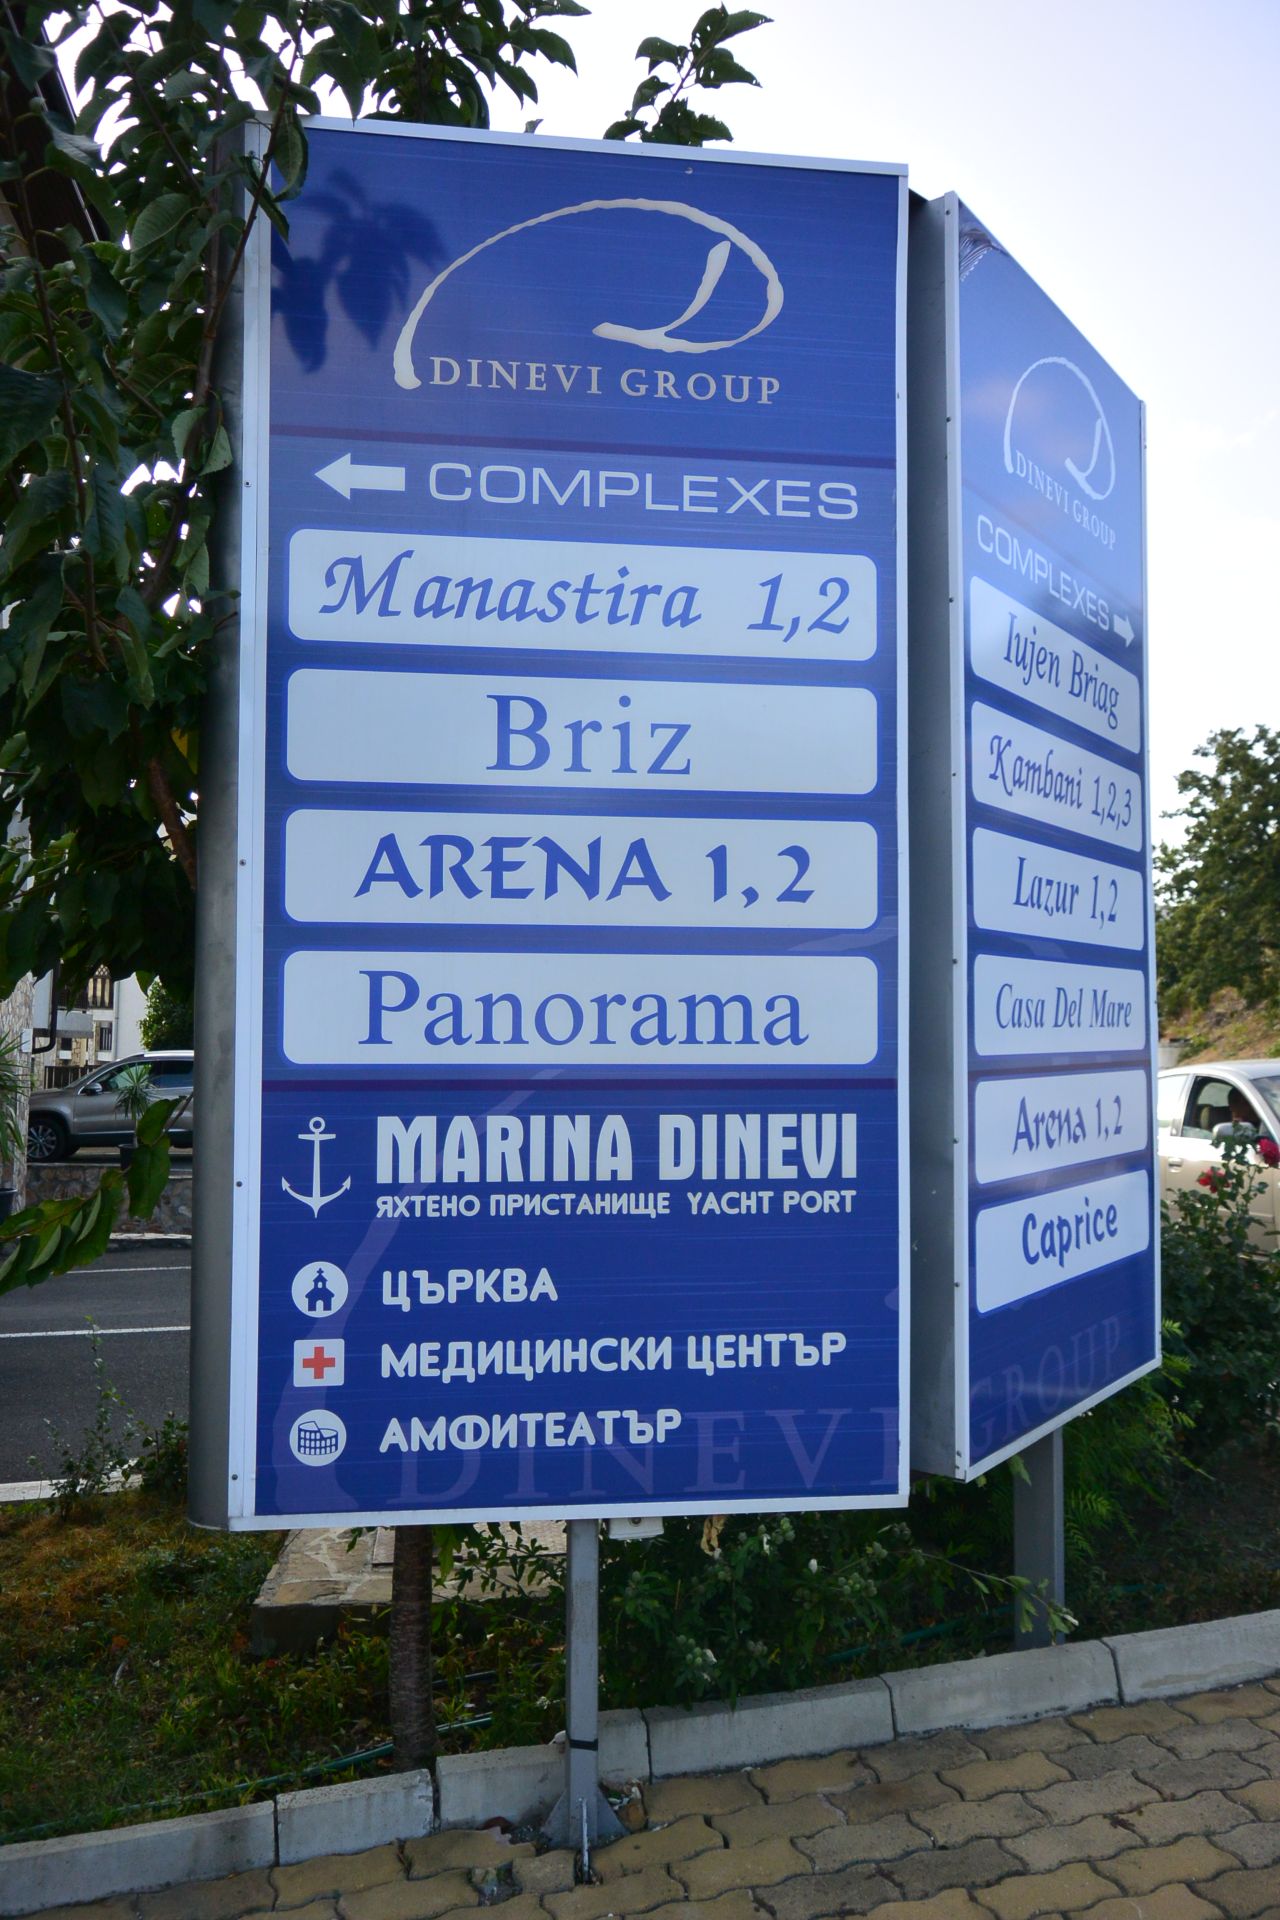 DINEVI GROUP
COMPLEXES
Manastira 1,2
Briz
ARENA 1,2
Panorama
MARINA DINEVI
ЯХТЕНО ПРИСТАНИЩЕ YACHT PORT
ЦЪРКВА
МЕДИЦИНСКИ ЦЕНТЪР
АМФИТЕАТЪР
DINEVI
DINEVI GROUP
COMPLEXES
Iujen Briag
Kambani 1,2,3
Lazur 1,2
Casa Del Mare
Arena 1,2
Caprice
GROUP